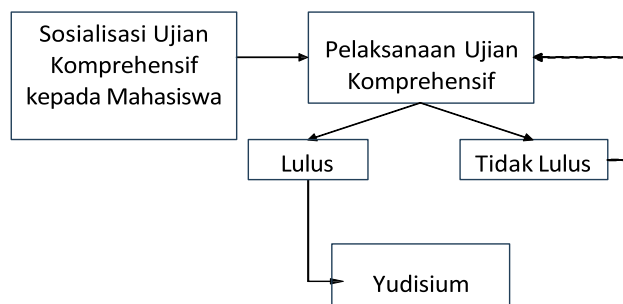 Sosialisasi Ujian
Komprehensif
kepada Mahasiswa
Pelaksanaan Ujian
Komprehensif
Lulus
Tidak Lulus
Yudisium